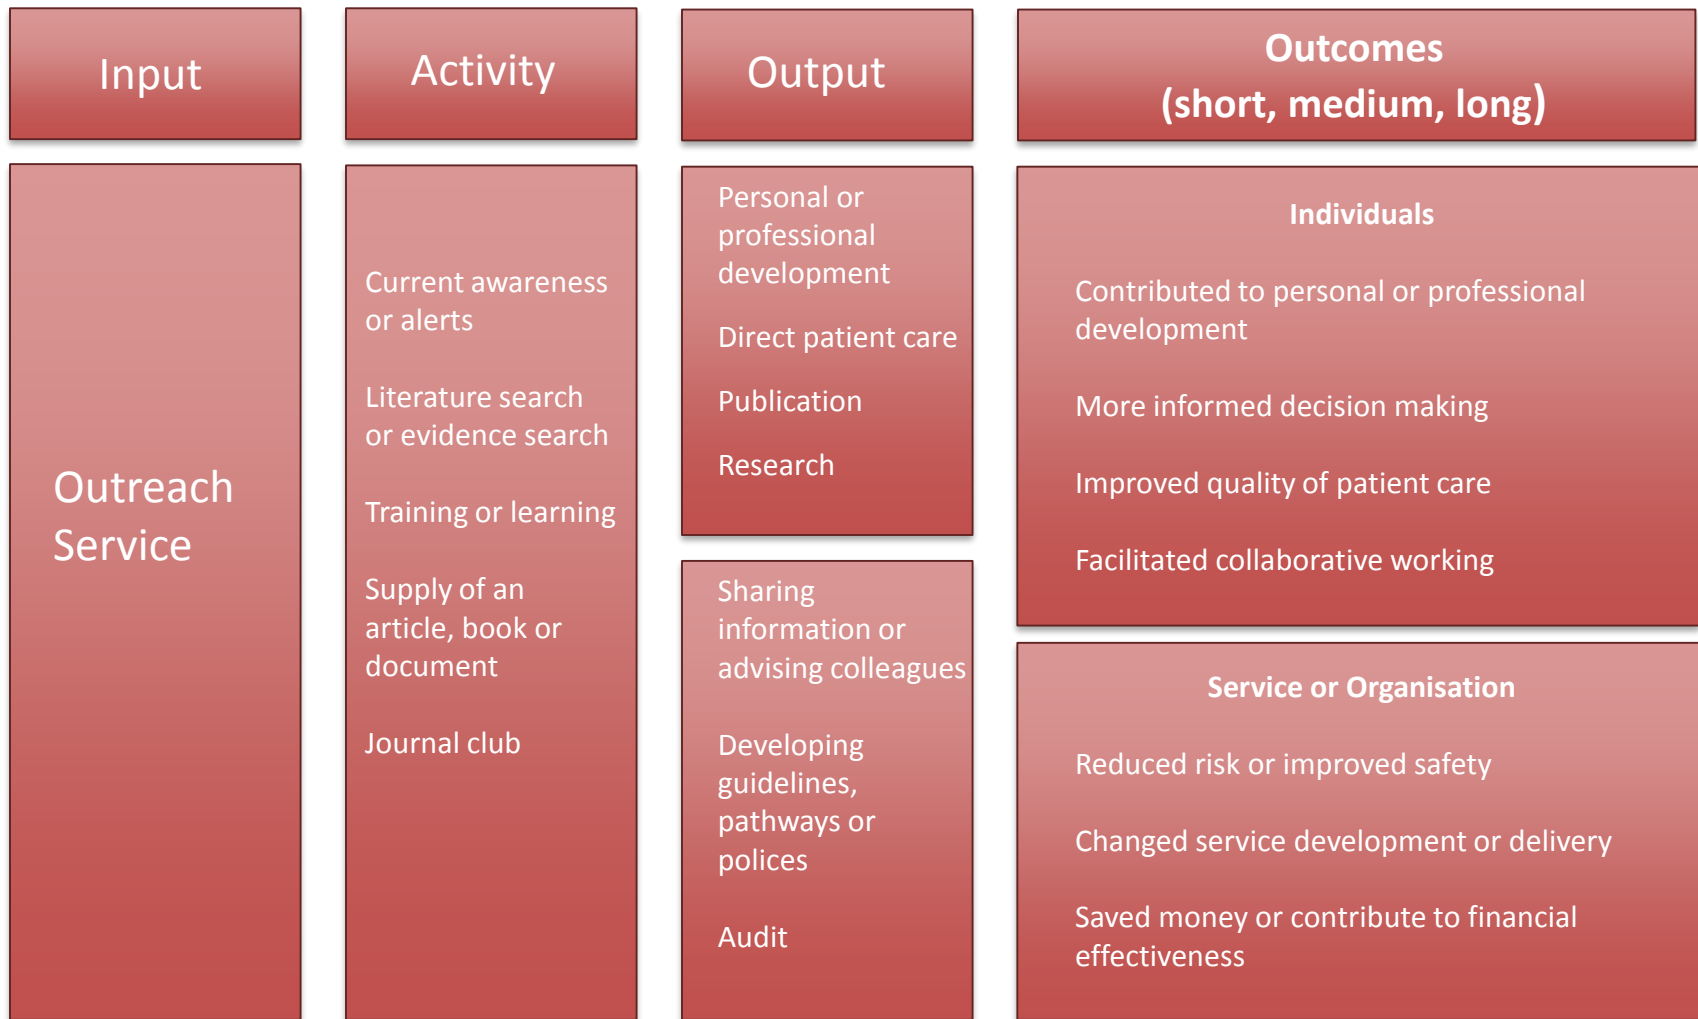 Input
Activity
Output
Outcomes
(short, medium, long)
Outreach
Service
Current awareness
or alerts
Literature search
or evidence search
Training or learning
Supply of an
article, book or
document
Journal club
Personal or
professional
development
Direct patient care
Publication
Research
Sharing
information or
advising colleagues
Developing
guidelines,
pathways or
polices
Audit
Individuals
Contributed to personal or professional
development
More informed decision making
Improved quality of patient care
Facilitated collaborative working
Service or Organisation
Reduced risk or improved safety
Changed service development or delivery
Saved money or contribute to financial
effectiveness